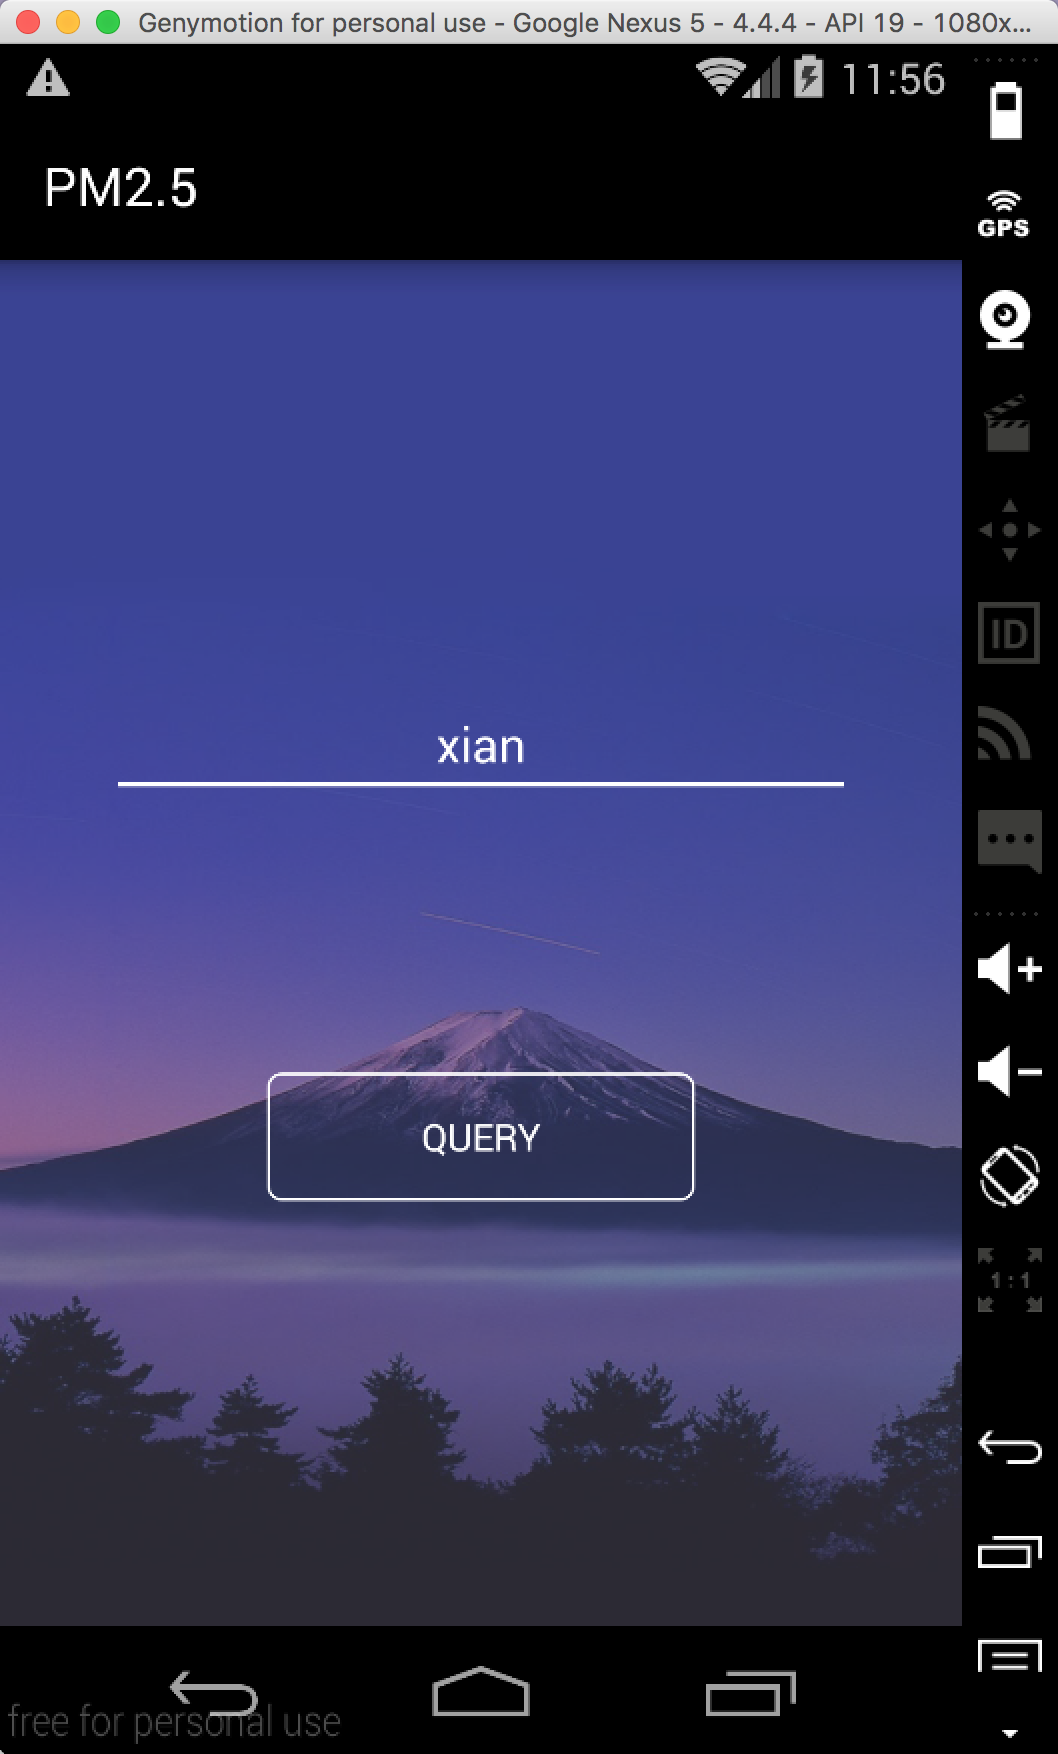 Genymotion for personal use - Google Nexus 5 - 4.4.4 - API 19 - 1080x...
11:56
PM2.5
GPS
ID
xian
QUERY
1:1
free for personal use